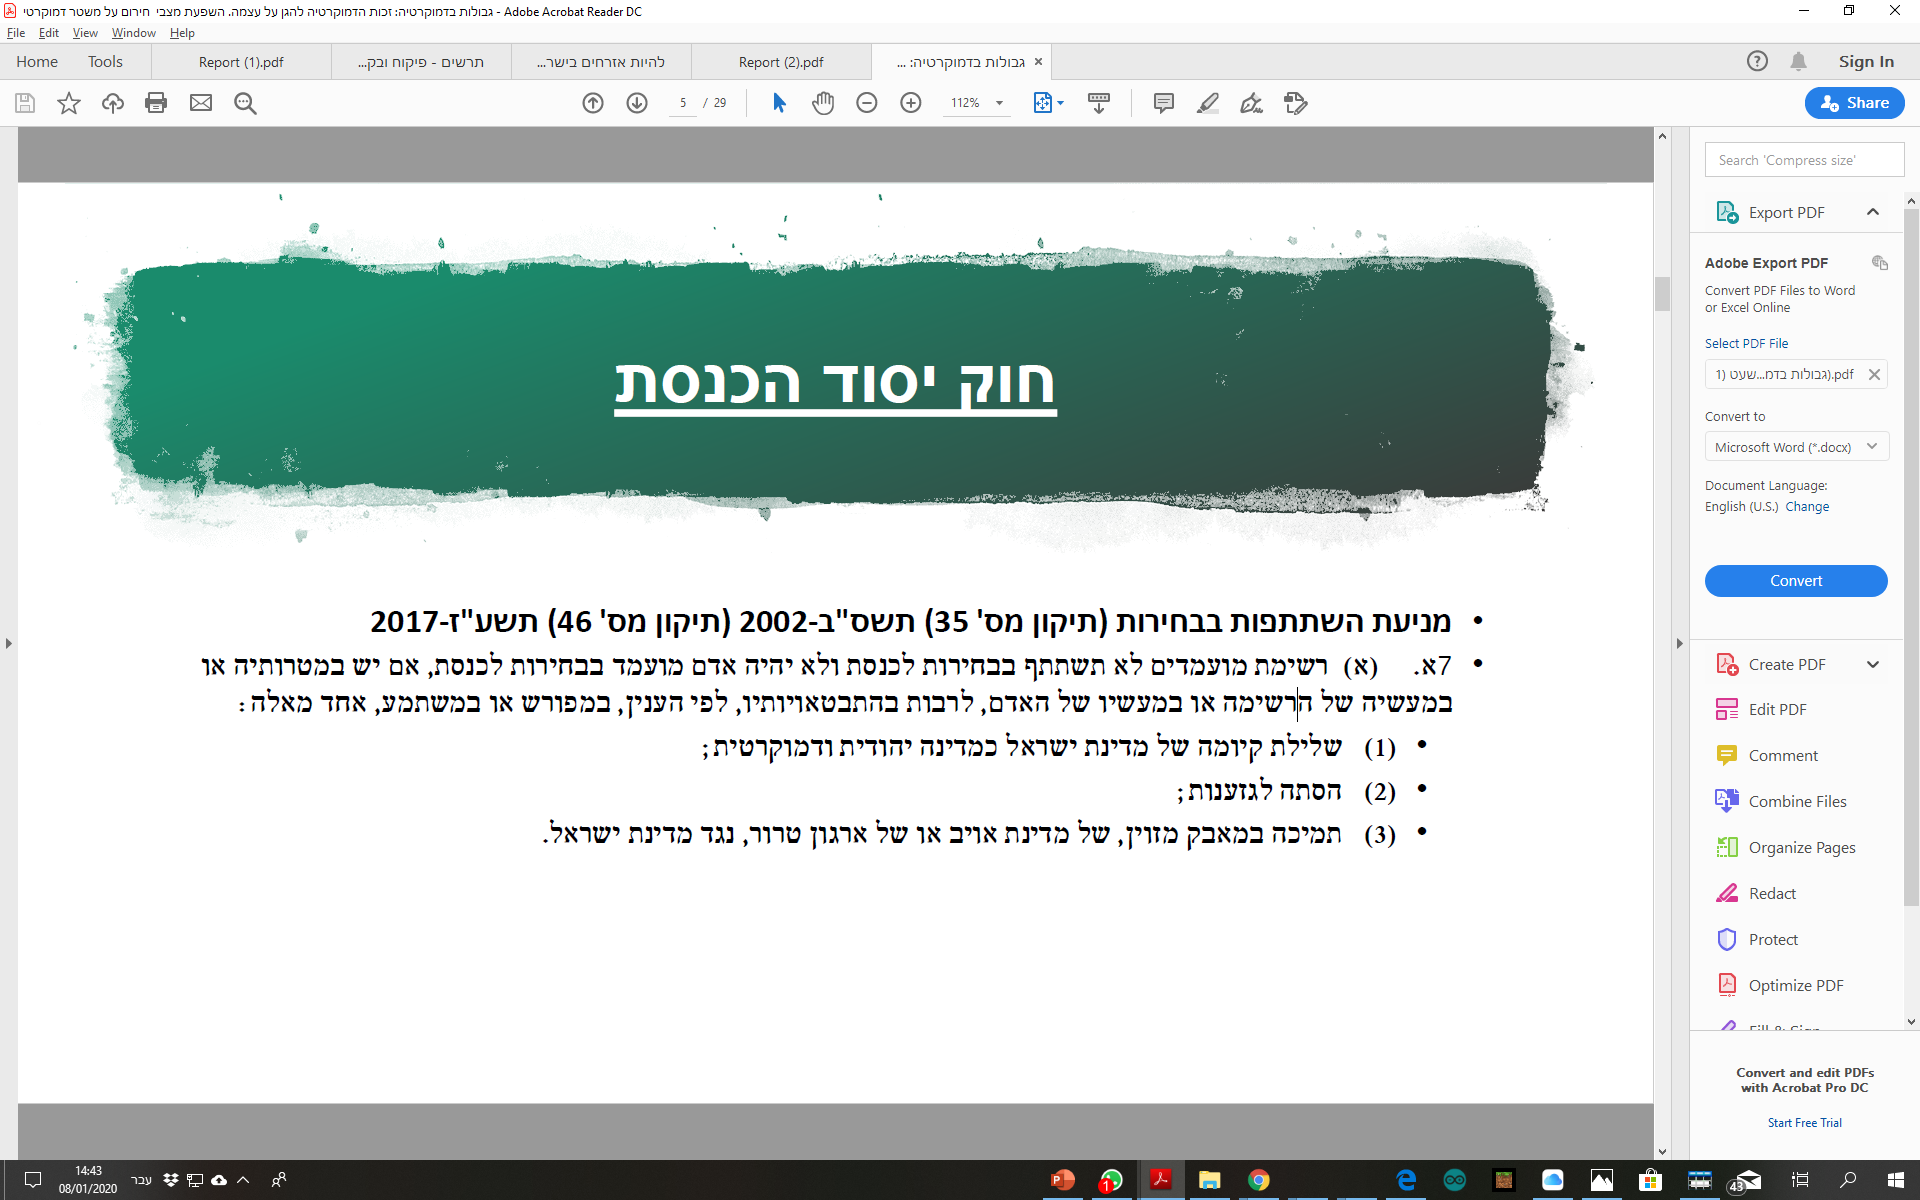 גבולות בדמוקרטיה: זכות הדמוקרטיה להגן על עצמה. השפעת מצבי חירום על משטר דמוקרטי - Adobe Acrobat Reader DC
File Edit View Window Help
Home Tools Report (1).pdf תרשים - פיקוח ובק... להיות אזרחים בישר... Report (2).pdf גבולות בדמוקרטיה: ... Sign In
5 / 29 112% Share
Search 'Compress size'
Export PDF
Adobe Export PDF
Convert PDF Files to Word
or Excel Online
Select PDF File
גבולות בדמ...שעט (1).pdf
Convert to
Microsoft Word (*.docx)
Document Language:
English (U.S.) Change
Convert
Create PDF
Edit PDF
Comment
Combine Files
Organize Pages
Redact
Protect
Optimize PDF
Fill & Sign
Convert and edit PDFs
with Acrobat Pro DC
Start Free Trial
חוק יסוד הכנסת
• מניעת השתתפות בבחירות (תיקון מס' 35) תשס"ב-2002 (תיקון מס' 46) תשע"ז-2017
• 7א. (א) רשימת מועמדים לא תשתתף בבחירות לכנסת ולא יהיה אדם מועמד בבחירות לכנסת, אם יש במטרותיה או
במעשיה של הרשימה או במעשיו של האדם, לרבות בהתבטאויותיו, לפי הענין, במפורש או במשתמע, אחד מאלה:
• (1) שלילת קיומה של מדינת ישראל כמדינה יהודית ודמוקרטית;
• (2) הסתה לגזענות;
• (3) תמיכה במאבק מזוין, של מדינת אויב או של ארגון טרור, נגד מדינת ישראל.
14:43
08/01/2020
עבר
1
43